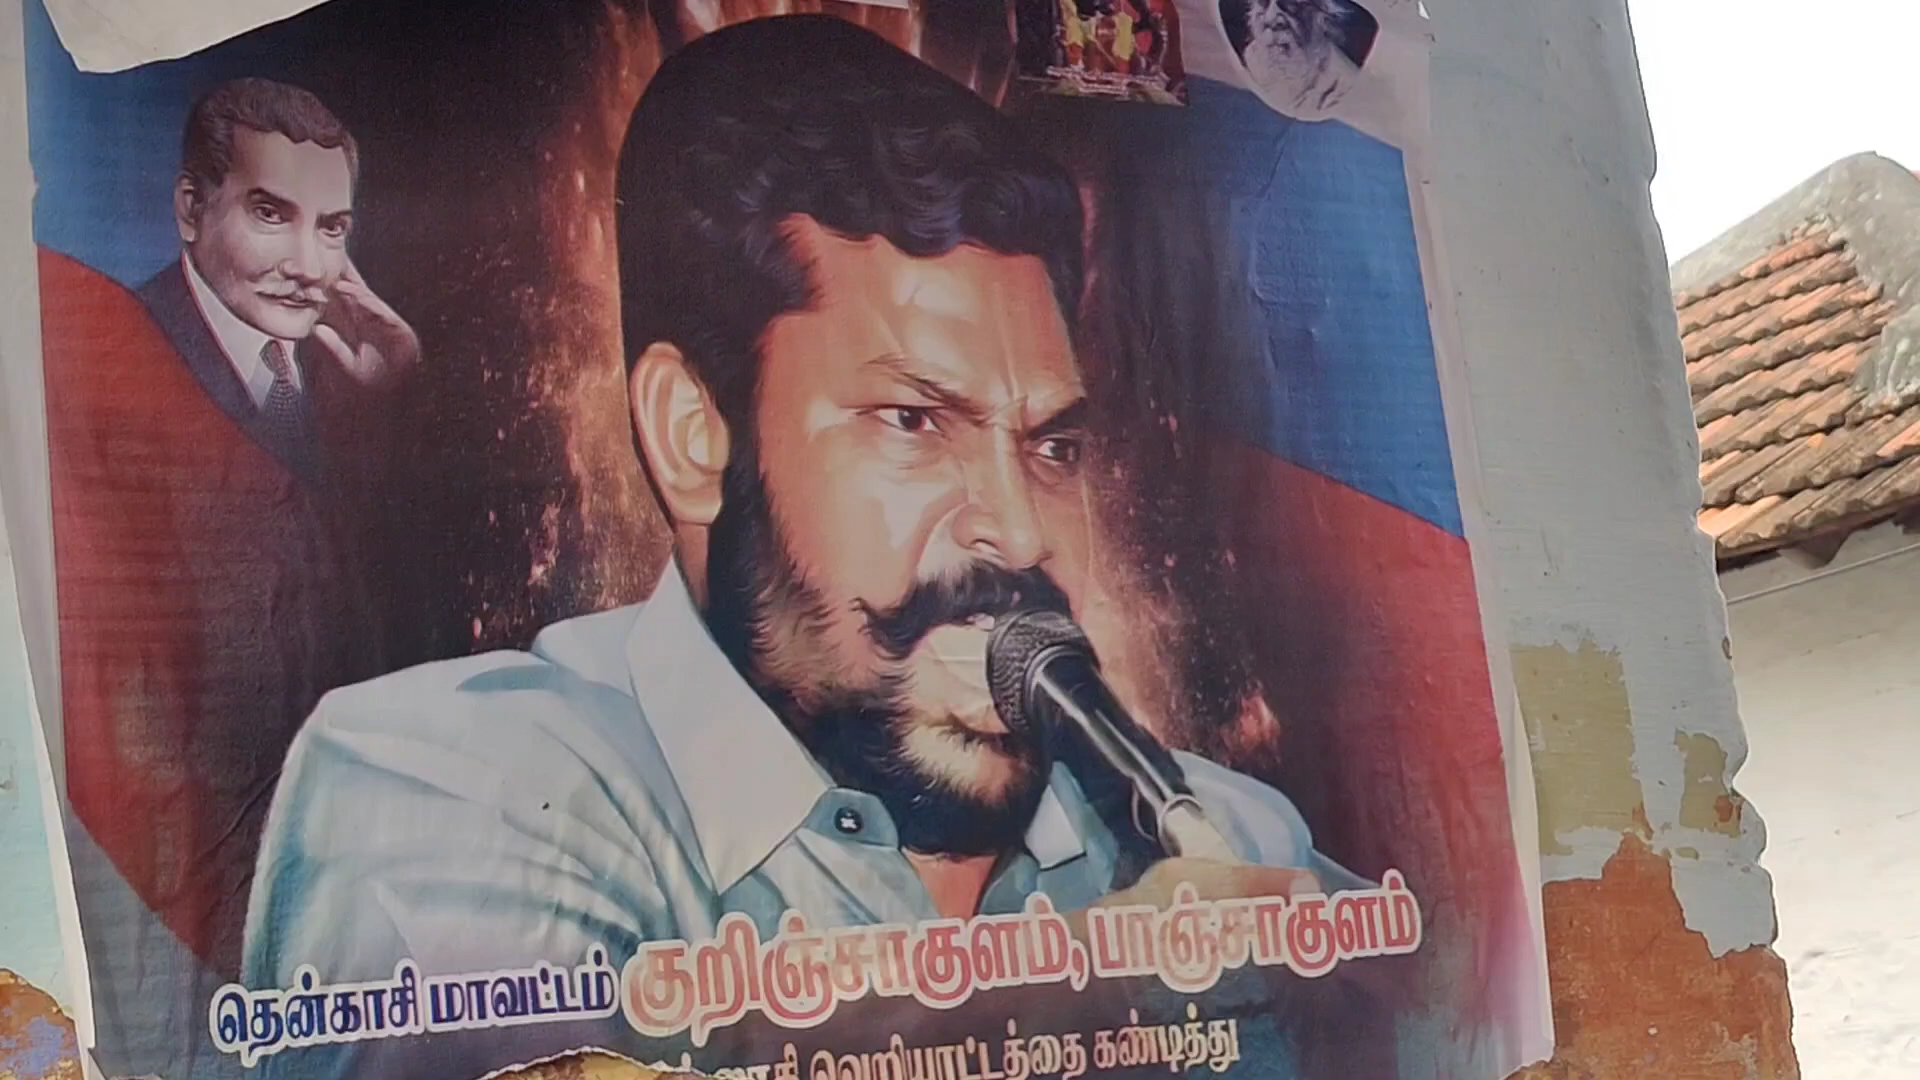 தென்காசி மாவட்டம் குறிஞ்சாகுளம், பாஞ்சாகுளம்
வெறியாட்டத்தை கண்டித்து